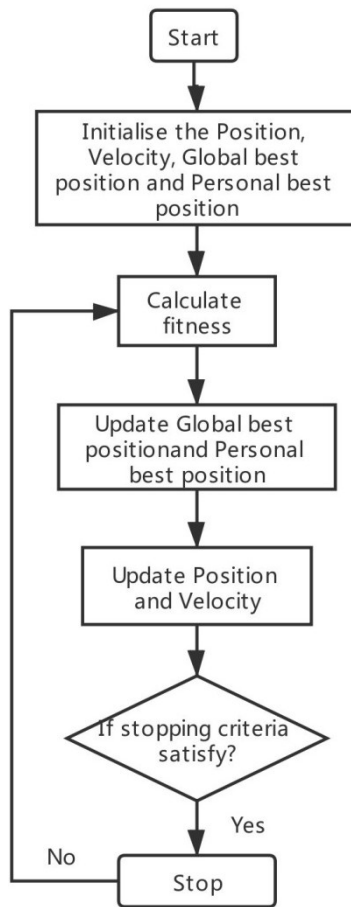 Start
Initialise the Position,
Velocity, Global best
position and Personal best
position
Calculate
fitness
Update Global best
positionand Personal
best position
Update Position
and Velocity
If stopping criteria
satisfy?
Yes
No
Stop